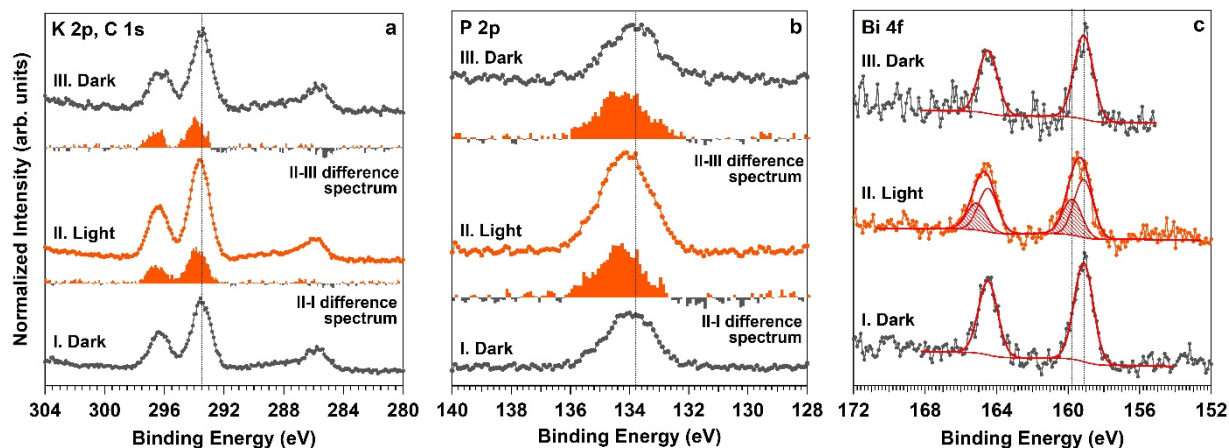 Normalized Intensity (arb. units)
K 2p, C 1s
a
III. Dark
II-III difference
spectrum
II. Light
II-I difference
spectrum
I. Dark
304 300 296 292 288 284 280
Binding Energy (eV)
P 2p
b
III. Dark
II-III difference
spectrum
II. Light
II-I difference
spectrum
I. Dark
140 138 136 134 132 130 128
Binding Energy (eV)
Bi 4f
c
III. Dark
II. Light
I. Dark
172 168 164 160 156 152
Binding Energy (eV)